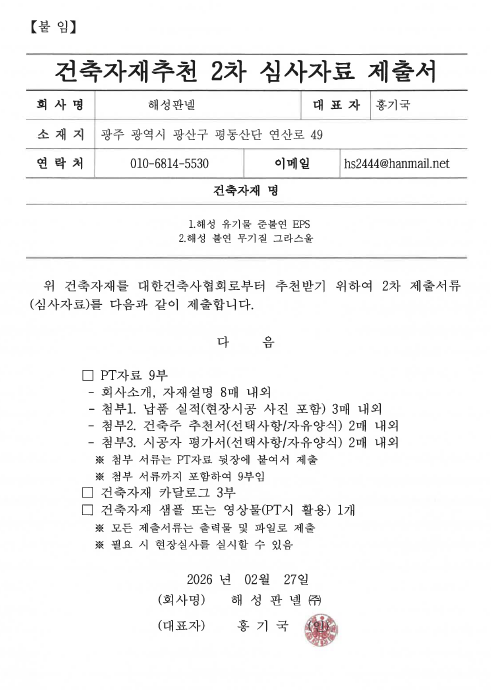 【붙 임】
건축자재추천 2차 심사자료 제출서
회 사 명 해성판넬 대 표 자 홍기국
소 재 지 광주 광역시 광산구 평동산단 연산로 49
연 락 처 010-6814-5530 이메일 hs2444@hanmail.net
건축자재 명
1.해성 유기물 준불연 EPS
2.해성 불연 무기질 그라스울
위 건축자재를 대한건축사협회로부터 추천받기 위하여 2차 제출서류
(심사자료)를 다음과 같이 제출합니다.
다 음
□ PT자료 9부
- 회사소개, 자재설명 8매 내외
- 첨부1. 납품 실적(현장시공 사진 포함) 3매 내외
- 첨부2. 건축주 추천서(선택사항/자유양식) 2매 내외
- 첨부3. 시공자 평가서(선택사항/자유양식) 2매 내외
※ 첨부 서류는 PT자료 뒷장에 붙여서 제출
※ 첨부 서류까지 포함하여 9부임
□ 건축자재 카달로그 3부
□ 건축자재 샘플 또는 영상물(PT시 활용) 1개
※ 모든 제출서류는 출력물 및 파일로 제출
※ 필요 시 현장실사를 실시할 수 있음
2026 년 02월 27일
(회사명) 해 성 판 넬 ㈜
(대표자) 홍 기 국 (인)